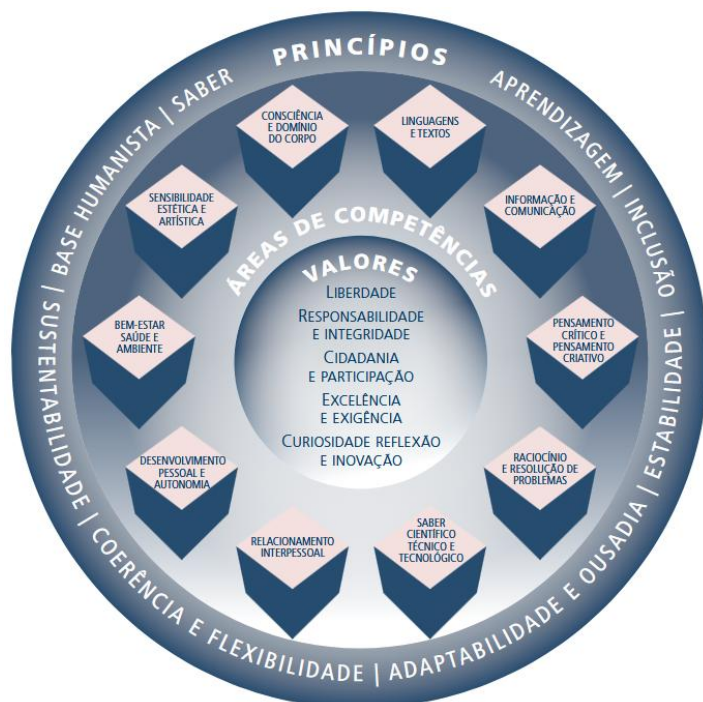 PRINCÍPIOS
APRENDIZAGEM | INCLUSÃO | ESTABILIDADE | ADAPTABILIDADE E OUSADIA | COERÊNCIA E FLEXIBILIDADE | SUSTENTABILIDADE | BASE HUMANISTA | SABER
CONSCIÊNCIA
E DOMÍNIO
DO CORPO
LINGUAGENS
E TEXTOS
SENSIBILIDADE
ESTÉTICA E
ARTÍSTICA
INFORMAÇÃO E
COMUNICAÇÃO
ÁREAS DE COMPETÊNCIAS
VALORES
LIBERDADE
RESPONSABILIDADE
E INTEGRIDADE
CIDADANIA
E PARTICIPAÇÃO
EXCELÊNCIA
E EXIGÊNCIA
CURIOSIDADE REFLEXÃO
E INOVAÇÃO
BEM-ESTAR
SAÚDE E
AMBIENTE
PENSAMENTO
CRÍTICO E
PENSAMENTO
CRIATIVO
DESENVOLVIMENTO
PESSOAL E
AUTONOMIA
RACIOCÍNIO
E RESOLUÇÃO DE
PROBLEMAS
RELACIONAMENTO
INTERPESSOAL
SABER
CIENTÍFICO
TÉCNICO E
TECNOLÓGICO